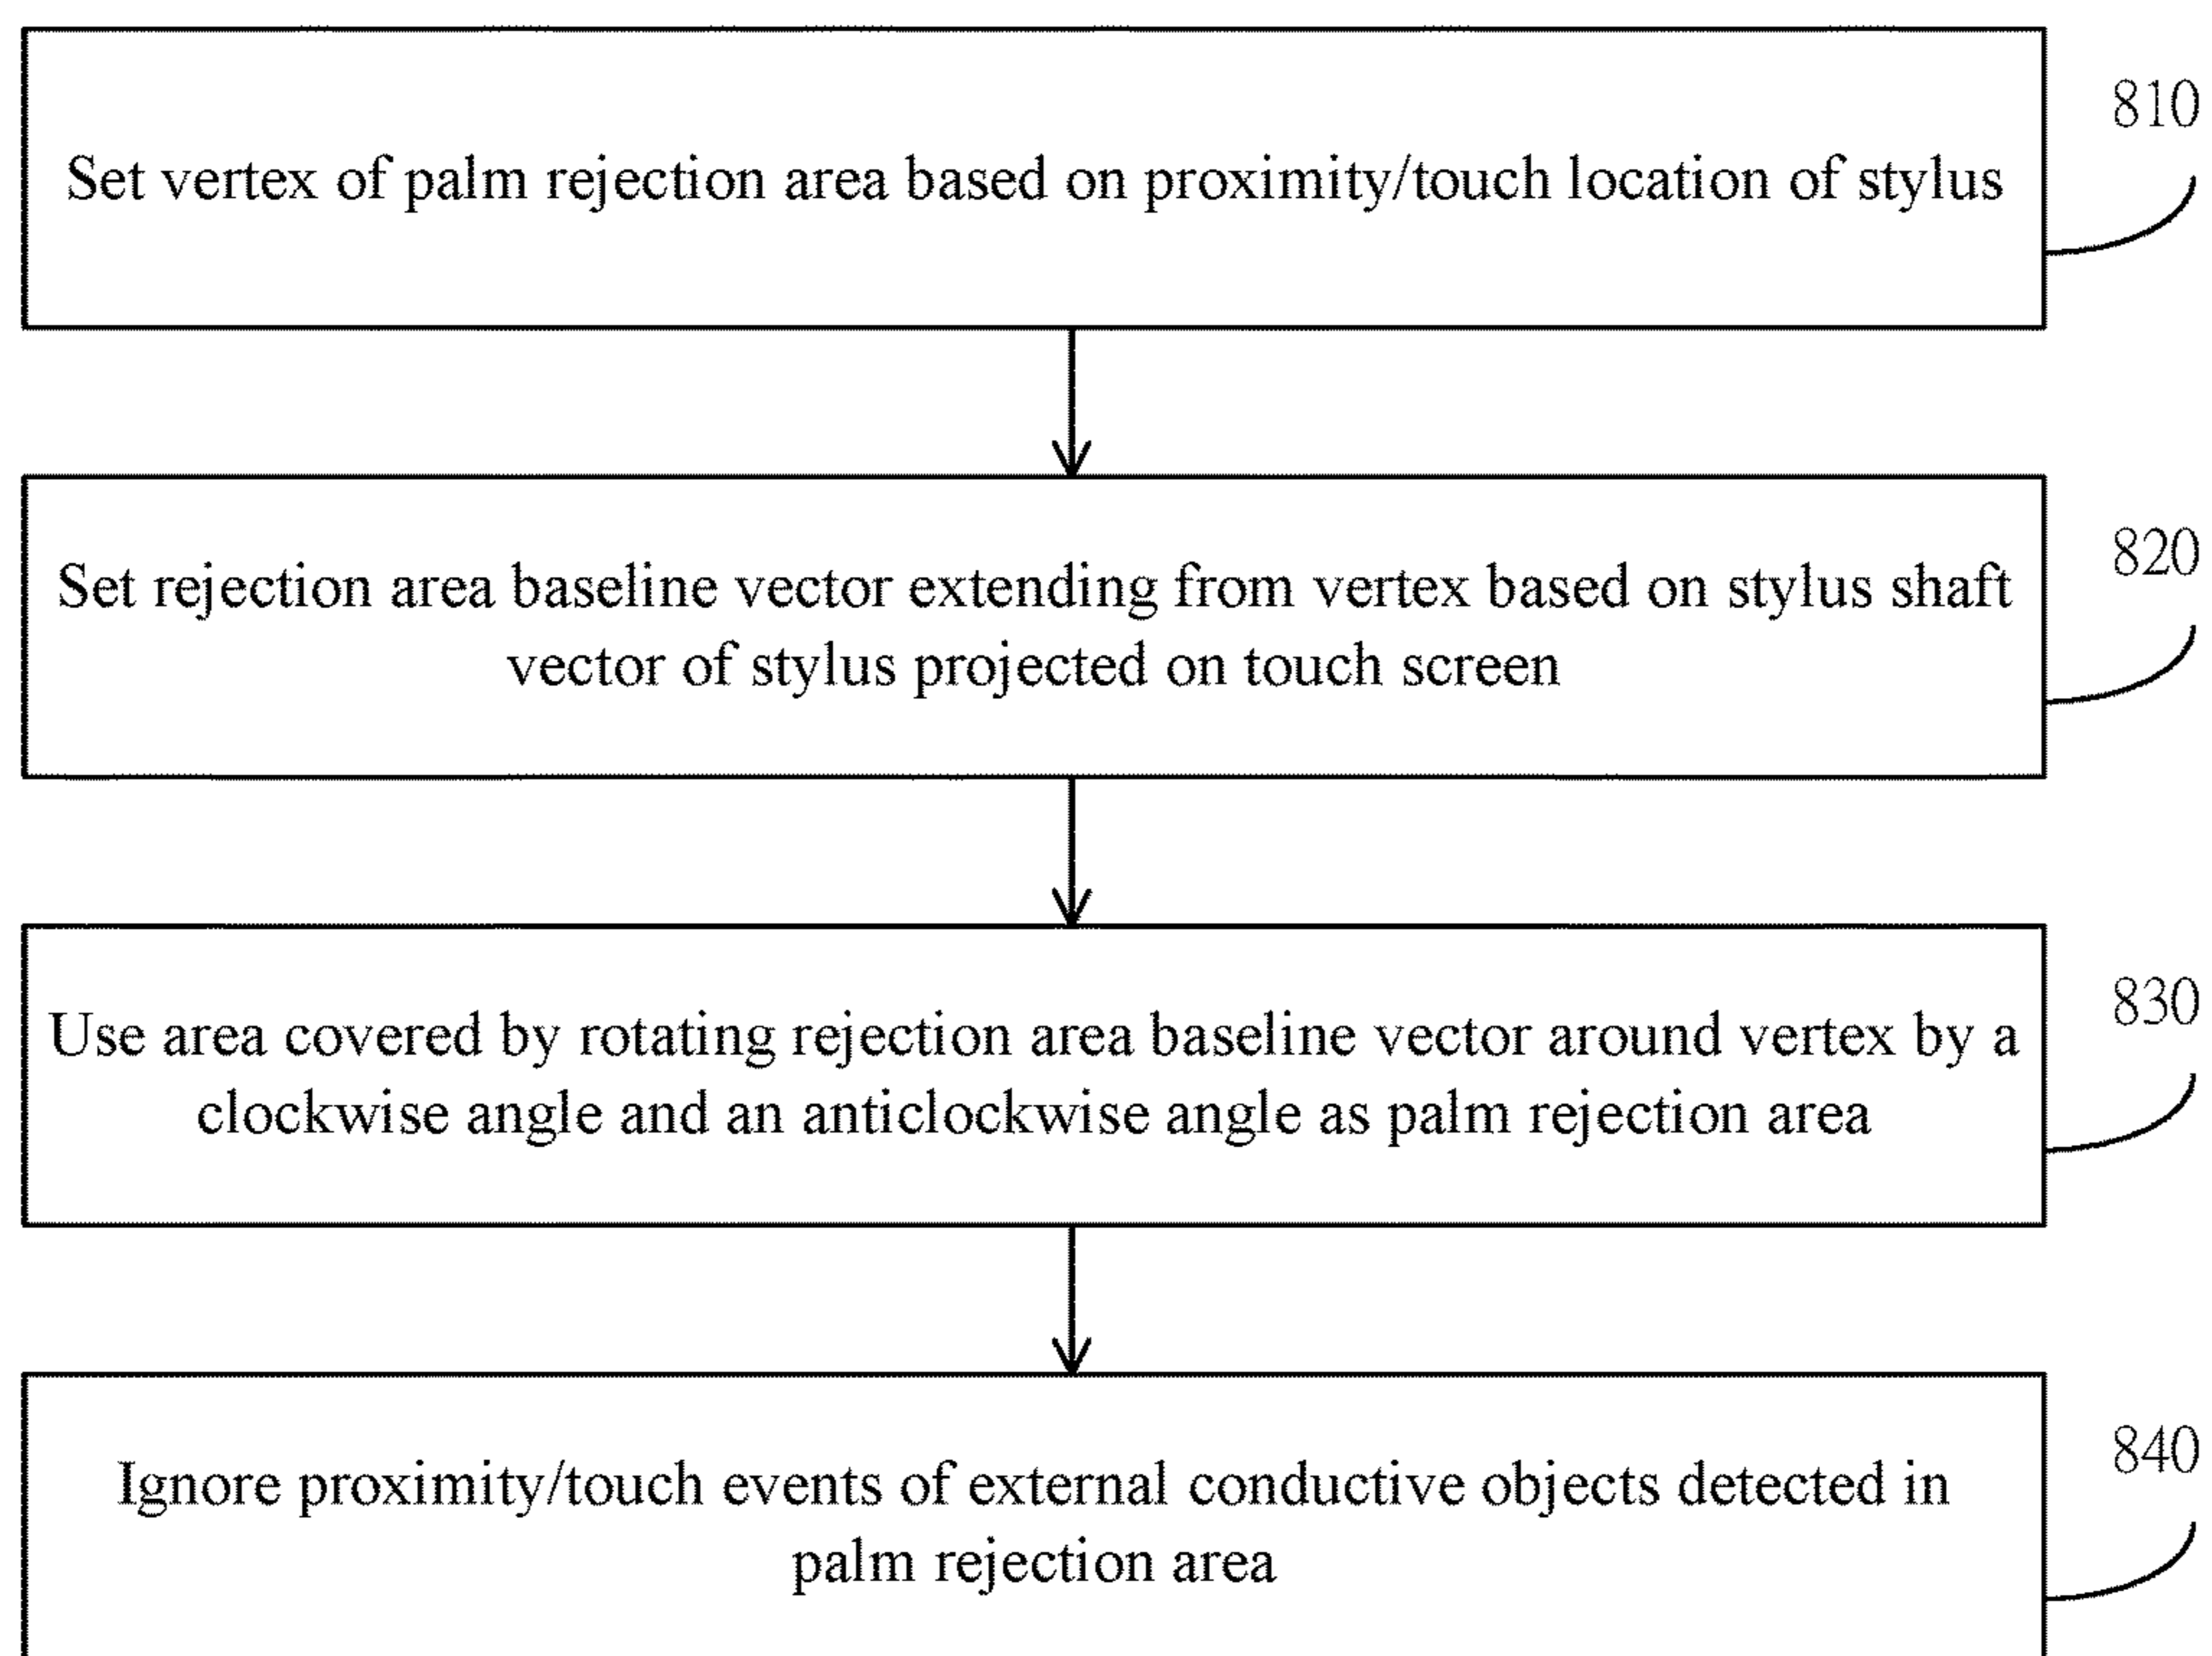 810
Set vertex of palm rejection area based on proximity/touch location of stylus
820
Set rejection area baseline vector extending from vertex based on stylus shaft
vector of stylus projected on touch screen
830
Use area covered by rotating rejection area baseline vector around vertex by a
clockwise angle and an anticlockwise angle as palm rejection area
840
Ignore proximity/touch events of external conductive objects detected in
palm rejection area